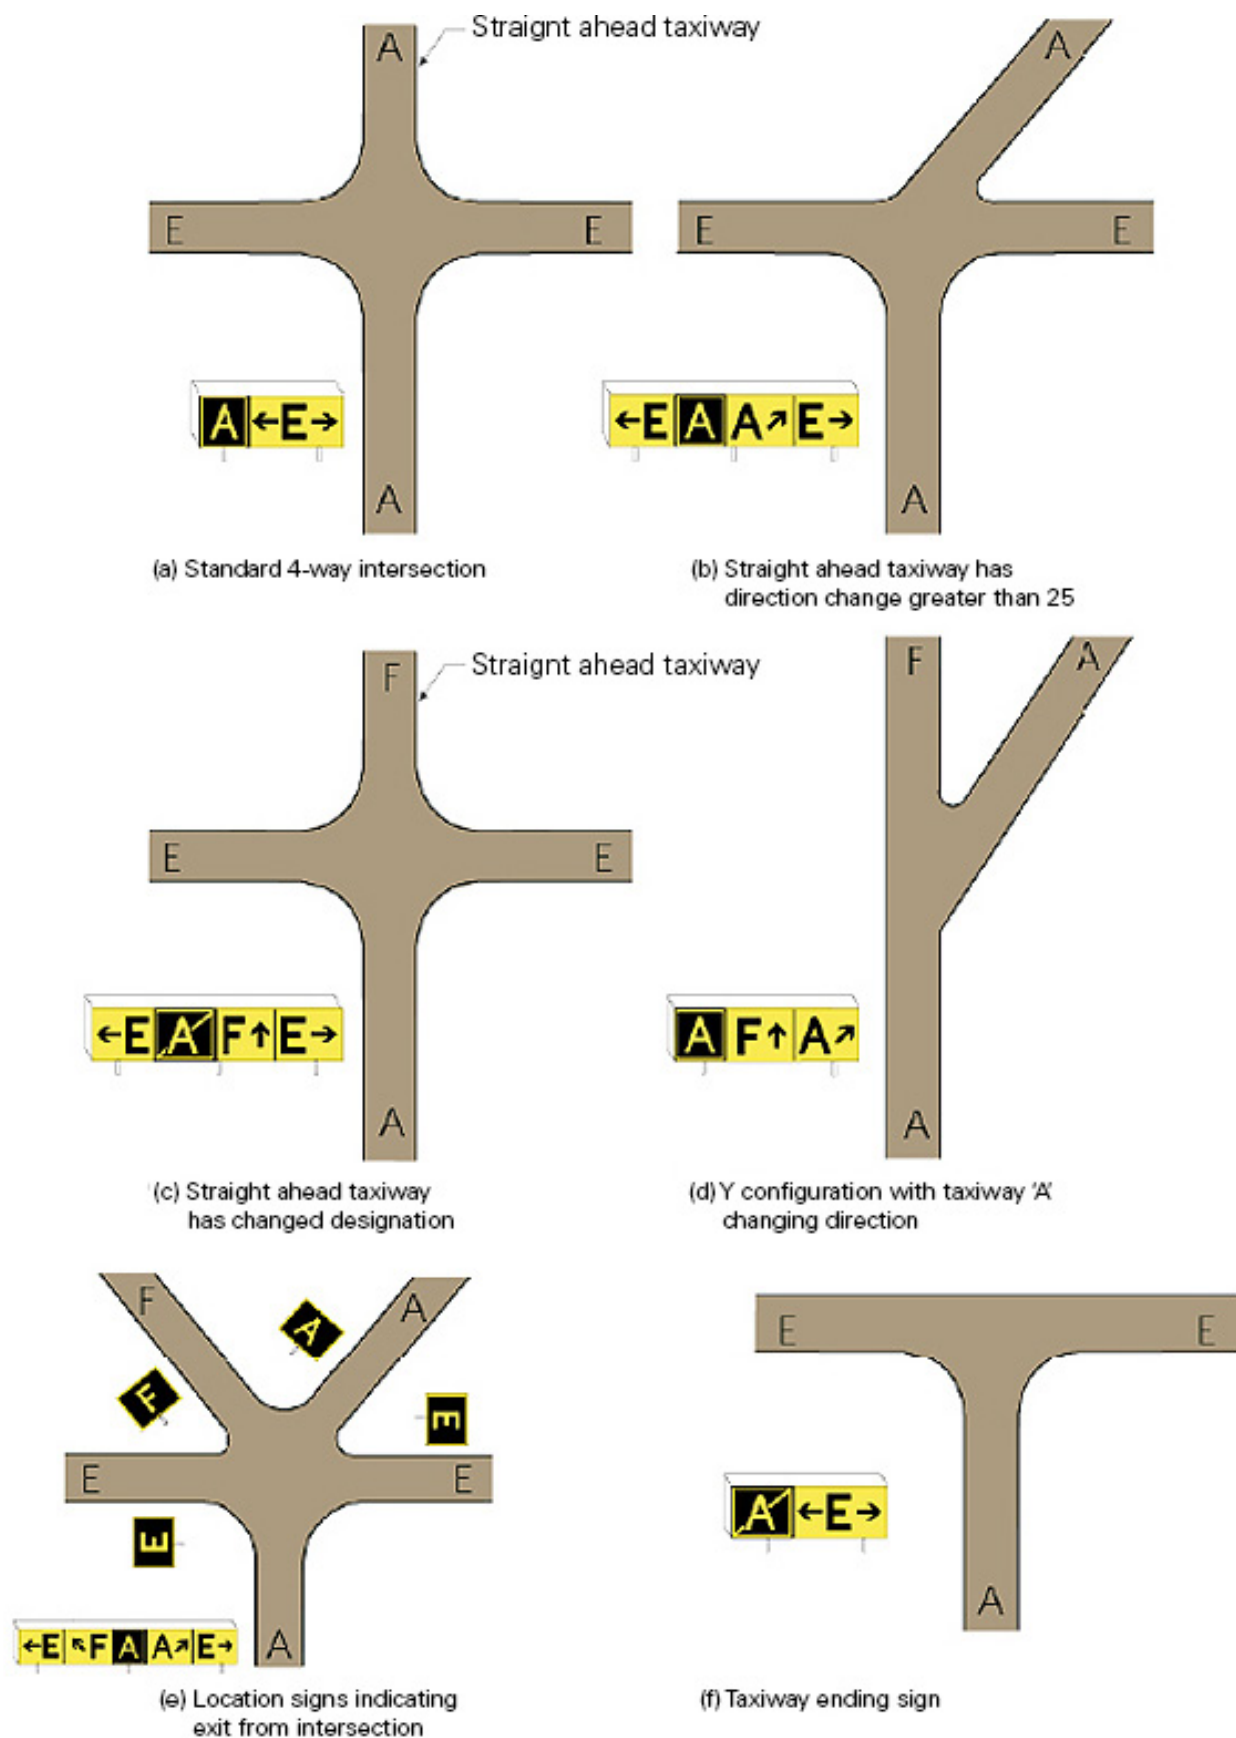 Straignt ahead taxiway
A
E E
A ←E→
A
(a) Standard 4-way intersection
A
E E
←E A A↗ E→
A
(b) Straight ahead taxiway has
direction change greater than 25
Straignt ahead taxiway
F
E E
←E A F↑ E→
A
(c) Straight ahead taxiway
has changed designation
F A
A F↑ A↗
A
(d) Y configuration with taxiway ‘A’
changing direction
F A A
F E
E E
E
←E ↖F A A↗ E→
A
(e) Location signs indicating
exit from intersection
E E
A ←E→
A
(f) Taxiway ending sign